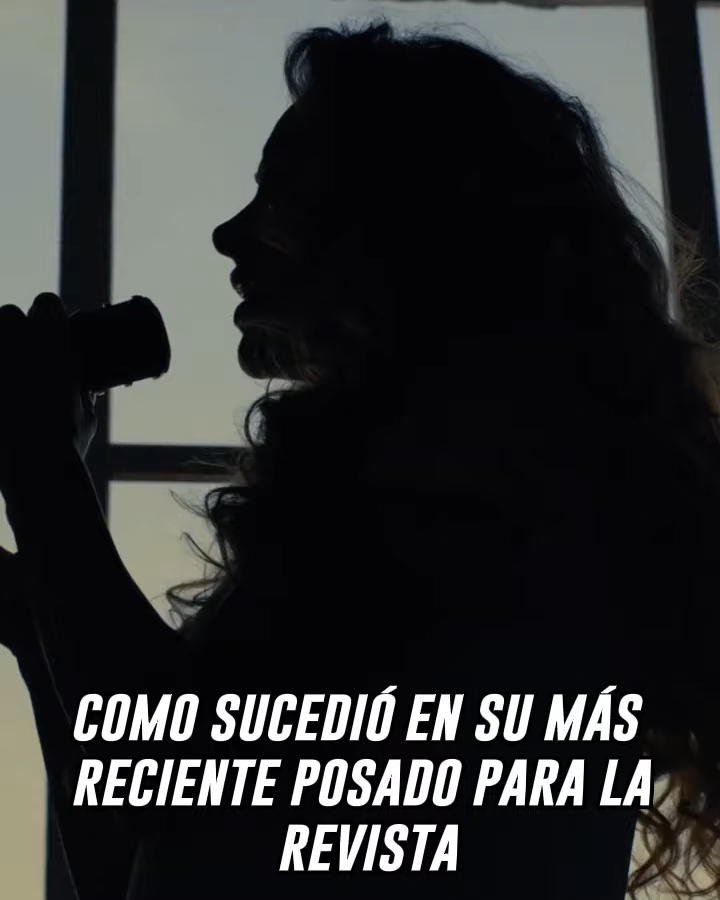 COMO SUCEDIÓ EN SU MÁS
RECIENTE POSADO PARA LA
REVISTA